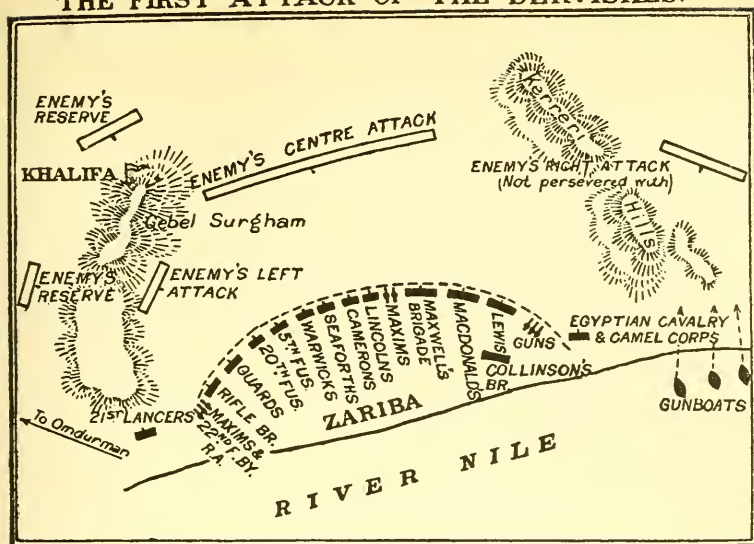 THE FIRST ATTACK OF THE DERVISHES.
ENEMY'S
RESERVE
KHALIFA
ENEMY'S CENTRE ATTACK
Gebel Surgham
Kerreri
Hills
ENEMY'S RIGHT ATTACK
(Not persevered with)
ENEMY'S
RESERVE
ENEMY'S LEFT
ATTACK
21ST LANCERS
To Omdurman
MAXIMS &
22ND F. BY.
R.A.
RIFLE BR.
GUARDS
20TH FUS.
5TH FUS.
WARWICKS
SEAFORTHS
CAMERONS
LINCOLNS
MAXIMS
MAXWELL'S
BRIGADE
MACDONALD'S
LEWIS
GUNS
COLLINSON'S
BR.
EGYPTIAN CAVALRY
& CAMEL CORPS
GUNBOATS
ZARIBA
RIVER NILE